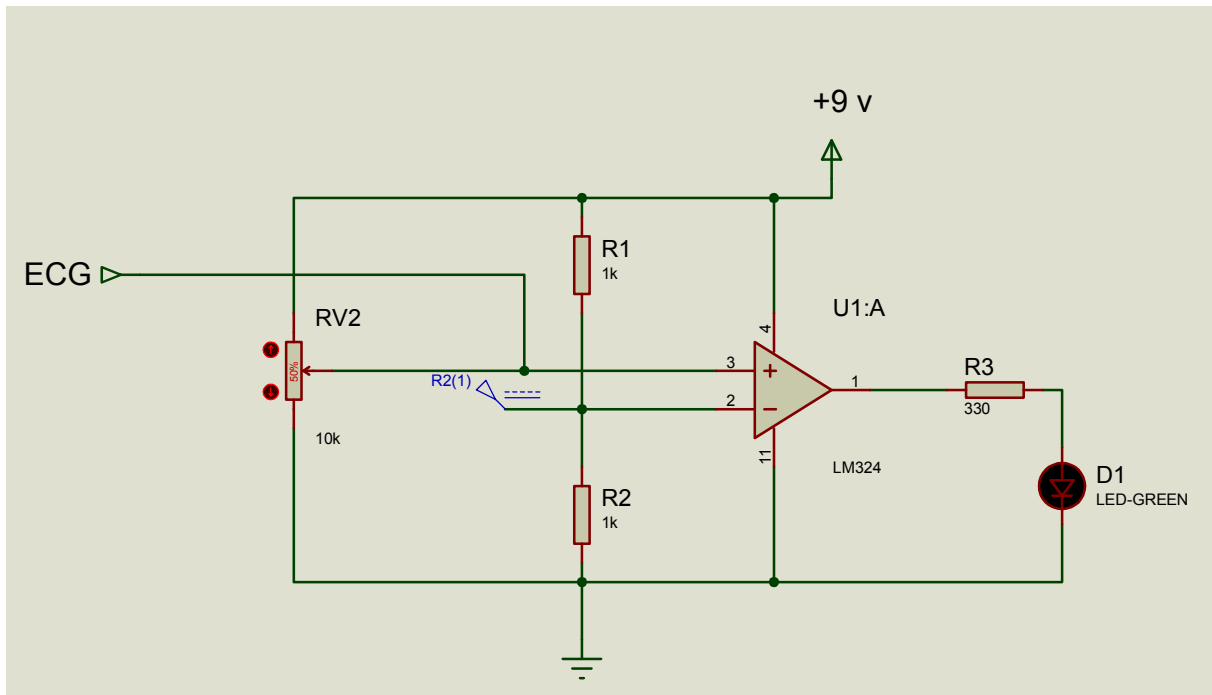 +9 v
ECG
R1
1k
RV2
50%
10k
R2(1)
U1:A
4
3
2
1
11
LM324
R3
330
R2
1k
D1
LED-GREEN